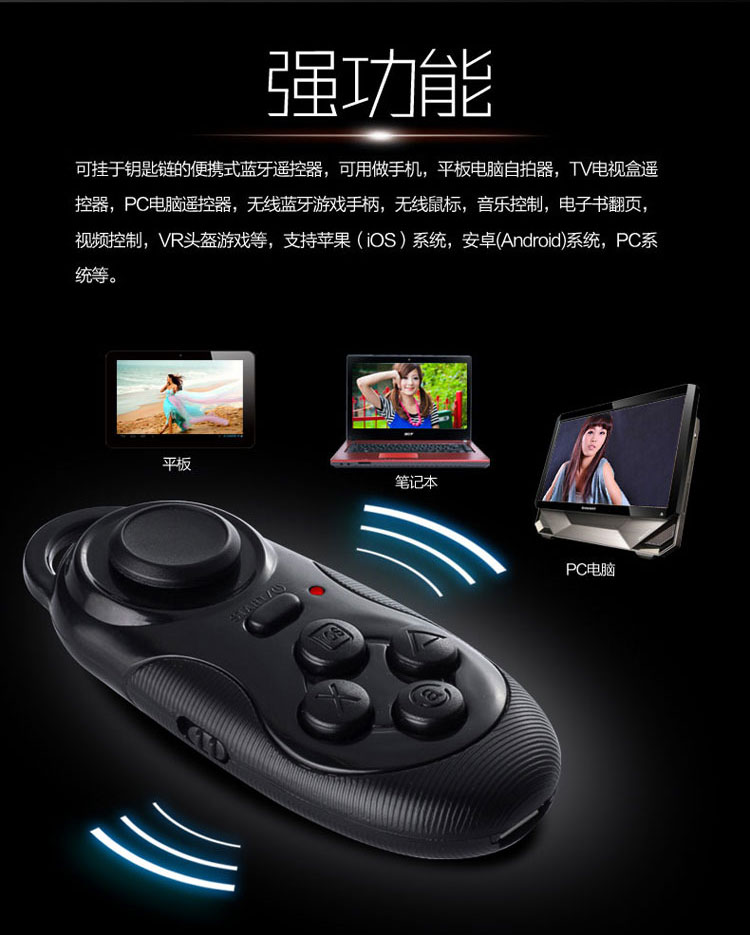 强功能
可挂于钥匙链的便携式蓝牙遥控器，可用做手机，平板电脑自拍器，TV电视盒遥
控器，PC电脑遥控器，无线蓝牙游戏手柄，无线鼠标，音乐控制，电子书翻页，
视频控制，VR头盔游戏等，支持苹果（iOS）系统，安卓(Android)系统，PC系
统等。
平板
笔记本
PC电脑
acer
X
@